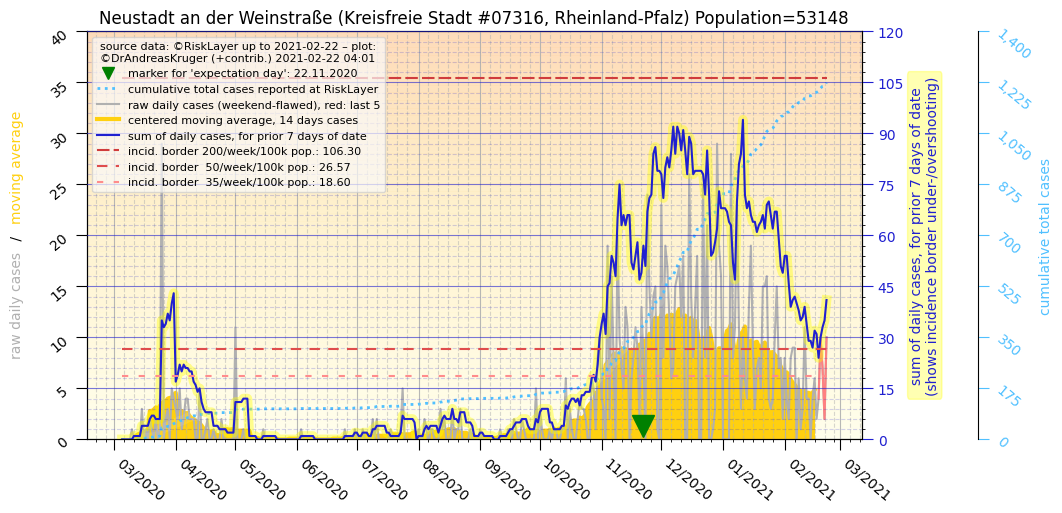 Neustadt an der Weinstraße (Kreisfreie Stadt #07316, Rheinland-Pfalz) Population=53148
source data: ©RiskLayer up to 2021-02-22 – plot:
©DrAndreasKruger (+contrib.) 2021-02-22 04:01
marker for 'expectation day': 22.11.2020
cumulative total cases reported at RiskLayer
raw daily cases (weekend-flawed), red: last 5
centered moving average, 14 days cases
sum of daily cases, for prior 7 days of date
incid. border 200/week/100k pop.: 106.30
incid. border  50/week/100k pop.: 26.57
incid. border  35/week/100k pop.: 18.60
raw daily cases / moving average
40
35
30
25
20
15
10
5
0
120
105
90
75
60
45
30
15
0
sum of daily cases, for prior 7 days of date
(shows incidence border under-/overshooting)
1,400
1,225
1,050
875
700
525
350
175
0
cumulative total cases
03/2020
04/2020
05/2020
06/2020
07/2020
08/2020
09/2020
10/2020
11/2020
12/2020
01/2021
02/2021
03/2021